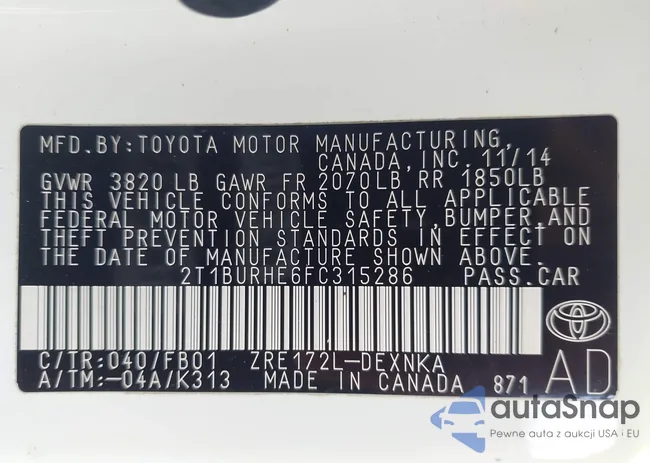 MFD. BY: TOYOTA MOTOR MANUFACTURING,
CANADA, INC. 11/14
GVWR 3820 LB GAWR FR 2070LB RR 1850LB
THIS VEHICLE CONFORMS TO ALL APPLICABLE
FEDERAL MOTOR VEHICLE SAFETY, BUMPER, AND
THEFT PREVENTION STANDARDS IN EFFECT ON
THE DATE OF MANUFACTURE SHOWN ABOVE.
2T1BURHE6FC315286 PASS. CAR
C/TR: 040/FB01 ZRE172L-DEXNKA
A/TM: -04A/K313 MADE IN CANADA 871 AD
autaSnap
Pewne auta z aukcji USA i EU